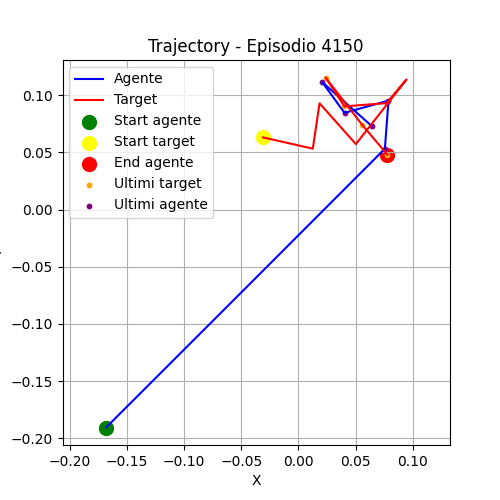 Trajectory - Episodio 4150
Agente
Target
Start agente
Start target
End agente
Ultimi target
Ultimi agente
0.10
0.05
0.00
−0.05
−0.10
−0.15
−0.20
−0.20 −0.15 −0.10 −0.05 0.00 0.05 0.10
X